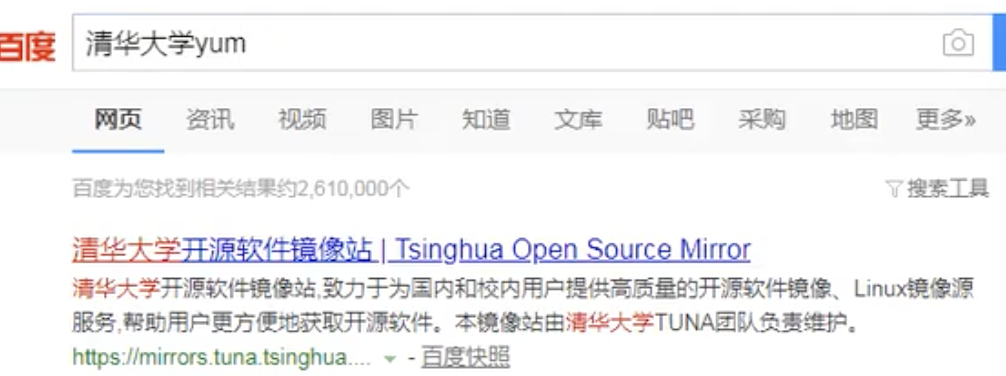 百度 清华大学yum
网页 资讯 视频 图片 知道 文库 贴吧 采购 地图 更多»
百度为您找到相关结果约2,610,000个 搜索工具
清华大学开源软件镜像站 | Tsinghua Open Source Mirror
清华大学开源软件镜像站,致力于为国内和校内用户提供高质量的开源软件镜像、Linux镜像源
服务,帮助用户更方便地获取开源软件。本镜像站由清华大学TUNA团队负责维护。
https://mirrors.tuna.tsinghua.... - 百度快照